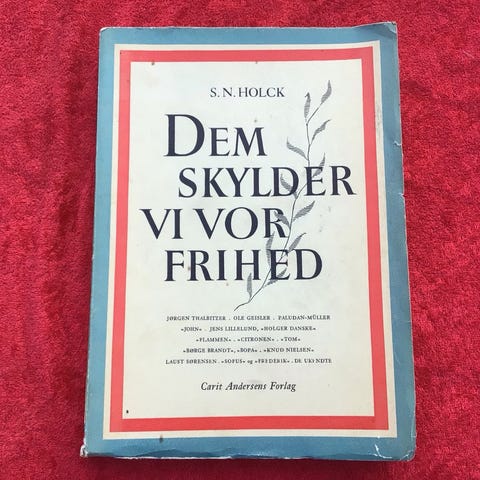 S. N. HOLCK
DEM
SKYLDER
VI VOR
FRIHED
JØRGEN THALBITZER . OLE GEISLER . PALUDAN-MÜLLER
»JOHN« . JENS LILLELUND, »HOLGER DANSKE«
»FLAMMEN« . »CITRONEN« . »TOM«
»BØRGE BRANDT«, »BOPA« . »KNUD NIELSEN«
LAUST SØRENSEN . »SOFUS« og »FREDERIK« . DE UKENDTE
Carit Andersens Forlag